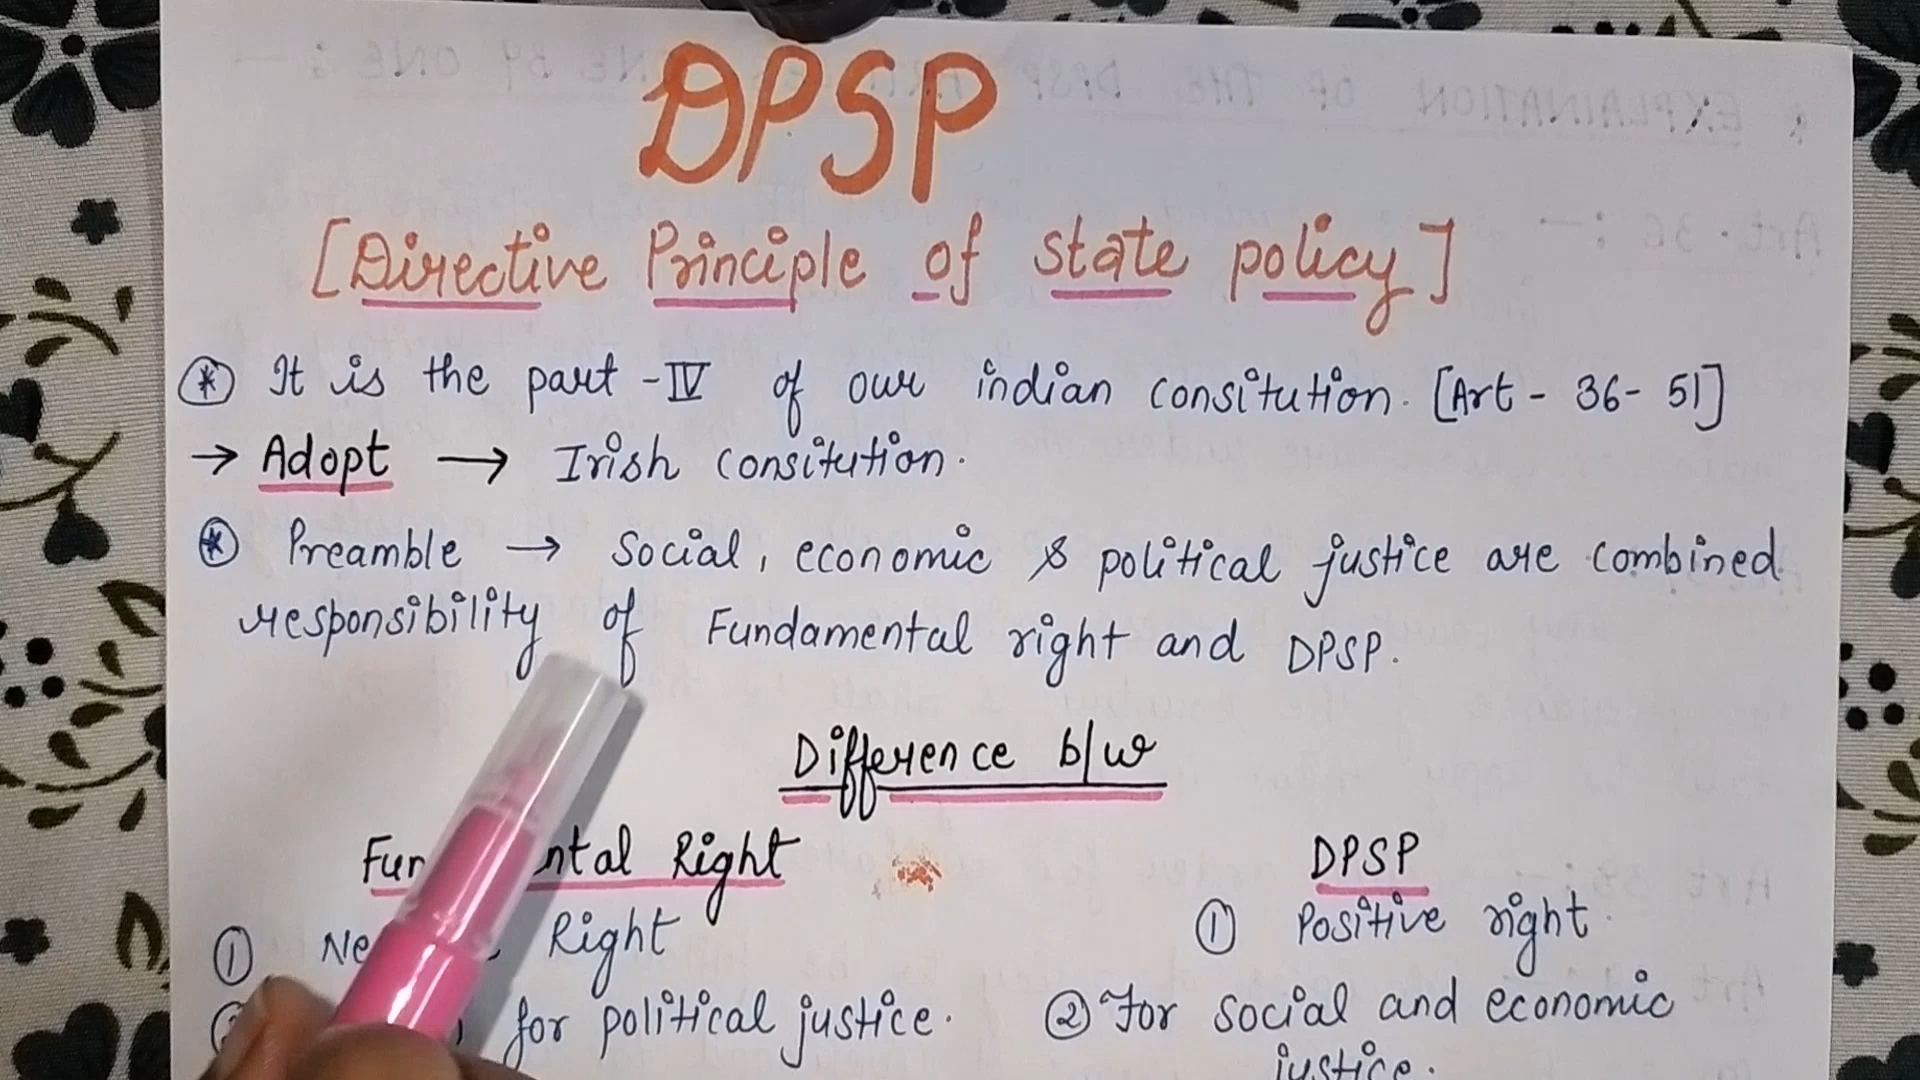 DPSP
[Directive Principle of state policy]
* It is the part - IV of our indian consitution. [Art - 36- 51]
→ Adopt → Irish consitution.
* Preamble → Social, economic & political justice are combined
responsibility of Fundamental right and DPSP.
Difference b/w
Right
DPSP
① Right
① Positive right
for political justice.
② For social and economic
justice.